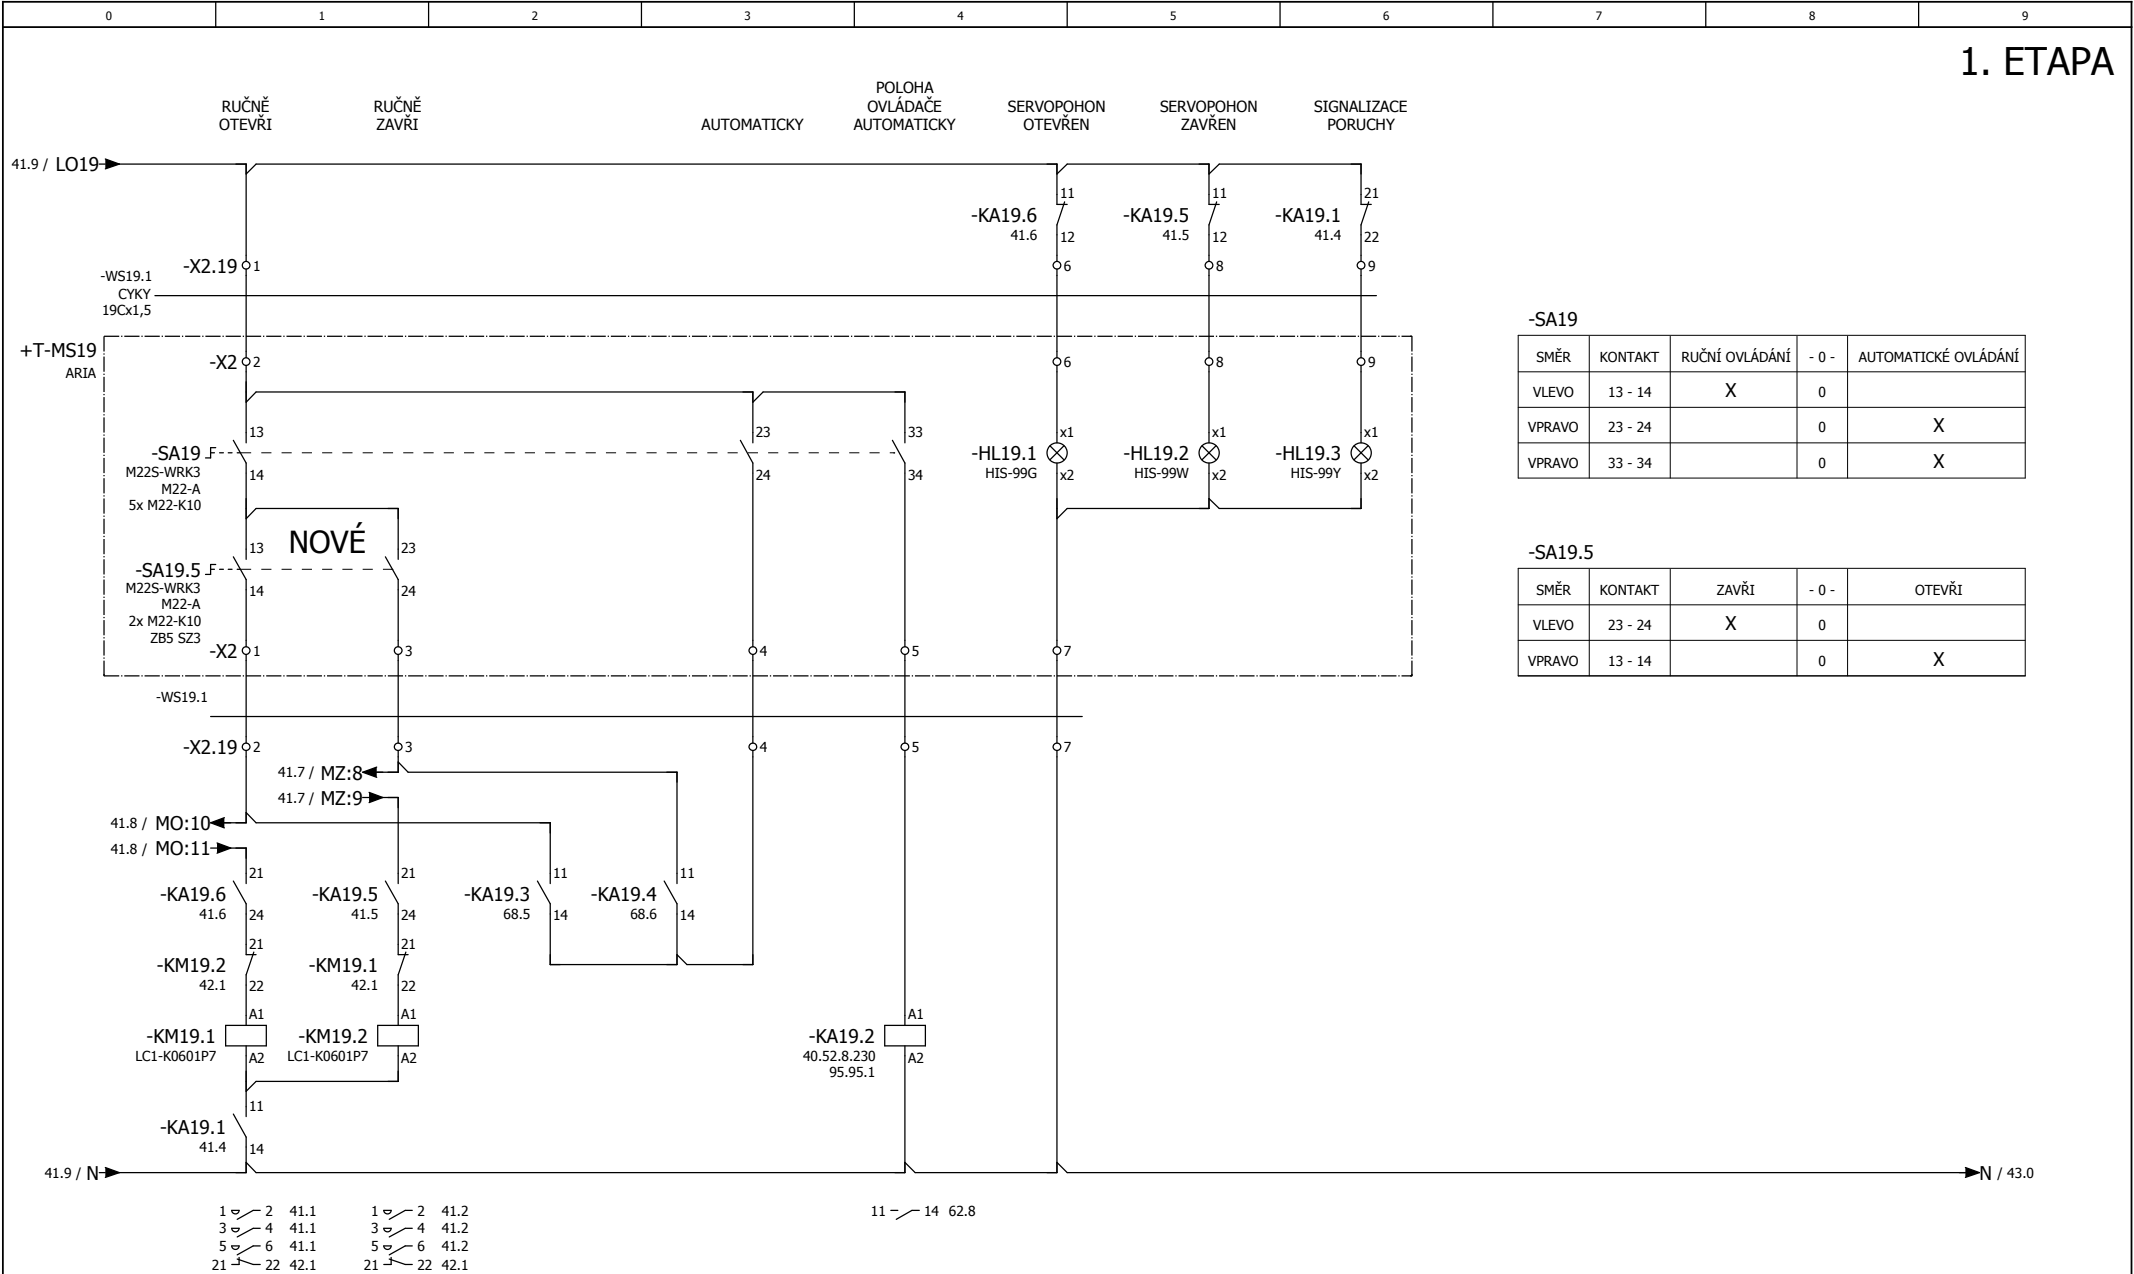 0 1 2 3 4 5 6 7 8 9
1. ETAPA
RUČNĚ
OTEVŘI
RUČNĚ
ZAVŘI
AUTOMATICKY
POLOHA
OVLÁDAČE
AUTOMATICKY
SERVOPOHON
OTEVŘEN
SERVOPOHON
ZAVŘEN
SIGNALIZACE
PORUCHY
41.9 / LO19
-KA19.6
41.6
11
12
-KA19.5
41.5
11
12
-KA19.1
41.4
21
22
-X2.19 1 6 8 9
-WS19.1
CYKY
19Cx1,5
+T-MS19
ARIA
-X2 2 6 8 9
-SA19
M22S-WRK3
M22-A
5x M22-K10
13
14
23
24
33
34
-HL19.1
HIS-99G
x1
x2
-HL19.2
HIS-99W
x1
x2
-HL19.3
HIS-99Y
x1
x2
NOVÉ
-SA19.5
M22S-WRK3
M22-A
2x M22-K10
ZB5 SZ3
13
14
23
24
-X2 1 3 4 5 7
-WS19.1
-X2.19 2 3 4 5 7
41.7 / MZ:8
41.7 / MZ:9
41.8 / MO:10
41.8 / MO:11
-KA19.6
41.6
21
24
-KA19.5
41.5
21
24
-KA19.3
68.5
11
14
-KA19.4
68.6
11
14
-KM19.2
42.1
21
22
-KM19.1
42.1
21
22
-KM19.1
LC1-K0601P7
A1
A2
-KM19.2
LC1-K0601P7
A1
A2
-KA19.2
40.52.8.230
95.95.1
A1
A2
-KA19.1
41.4
11
14
41.9 / N
N / 43.0
1 2 41.1
3 4 41.1
5 6 41.1
21 22 42.1
1 2 41.2
3 4 41.2
5 6 41.2
21 22 42.1
11 14 62.8
-SA19
SMĚR KONTAKT RUČNÍ OVLÁDÁNÍ - 0 - AUTOMATICKÉ OVLÁDÁNÍ
VLEVO 13 - 14 X 0
VPRAVO 23 - 24 0 X
VPRAVO 33 - 34 0 X
-SA19.5
SMĚR KONTAKT ZAVŘI - 0 - OTEVŘI
VLEVO 23 - 24 X 0
VPRAVO 13 - 14 0 X